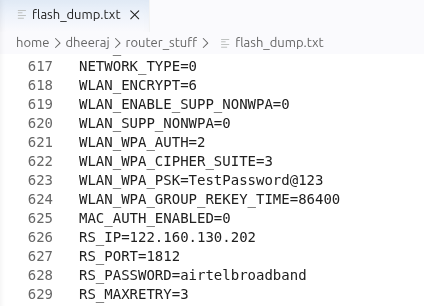 flash_dump.txt ×
home > dheeraj > router_stuff > flash_dump.txt
617 NETWORK_TYPE=0
618 WLAN_ENCRYPT=6
619 WLAN_ENABLE_SUPP_NONWPA=0
620 WLAN_SUPP_NONWPA=0
621 WLAN_WPA_AUTH=2
622 WLAN_WPA_CIPHER_SUITE=3
623 WLAN_WPA_PSK=TestPassword@123
624 WLAN_WPA_GROUP_REKEY_TIME=86400
625 MAC_AUTH_ENABLED=0
626 RS_IP=122.160.130.202
627 RS_PORT=1812
628 RS_PASSWORD=airtelbroadband
629 RS_MAXRETRY=3